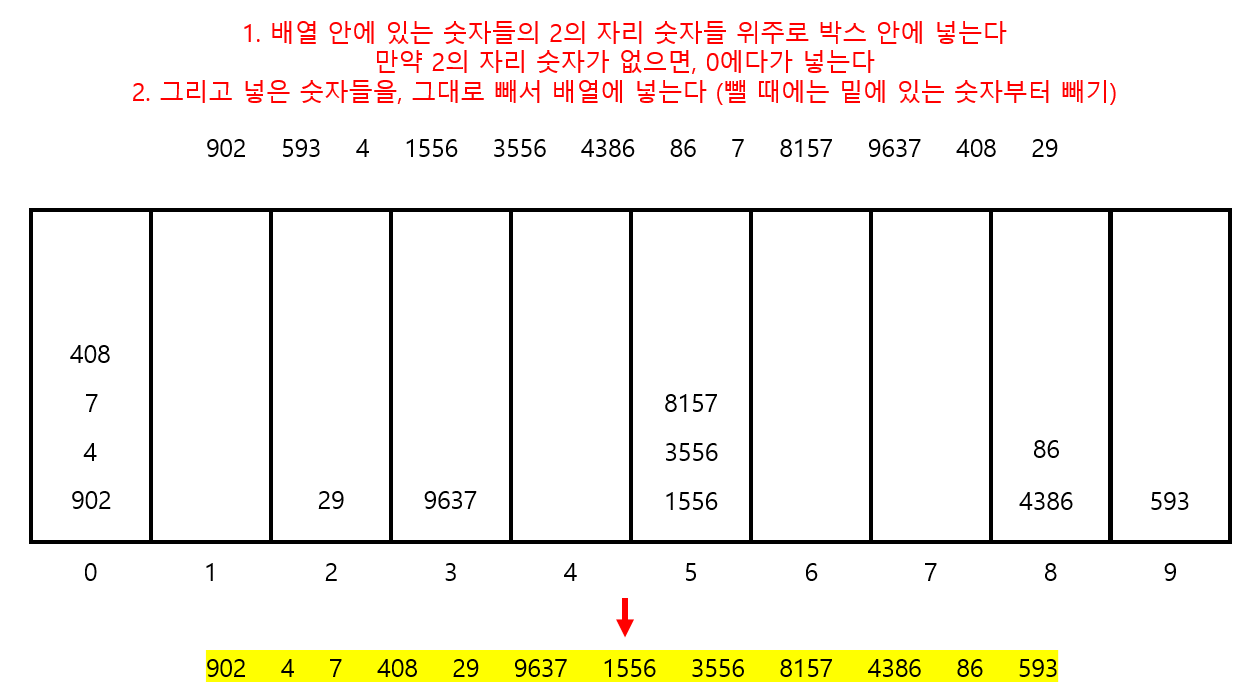 1. 배열 안에 있는 숫자들의 2의 자리 숫자들 위주로 박스 안에 넣는다
만약 2의 자리 숫자가 없으면, 0에다가 넣는다
2. 그리고 넣은 숫자들을, 그대로 빼서 배열에 넣는다 (뺄 때에는 밑에 있는 숫자부터 빼기)
902 593 4 1556 3556 4386 86 7 8157 9637 408 29
408
7 8157
4 3556 86
902 29 9637 1556 4386 593
0 1 2 3 4 5 6 7 8 9
902 4 7 408 29 9637 1556 3556 8157 4386 86 593